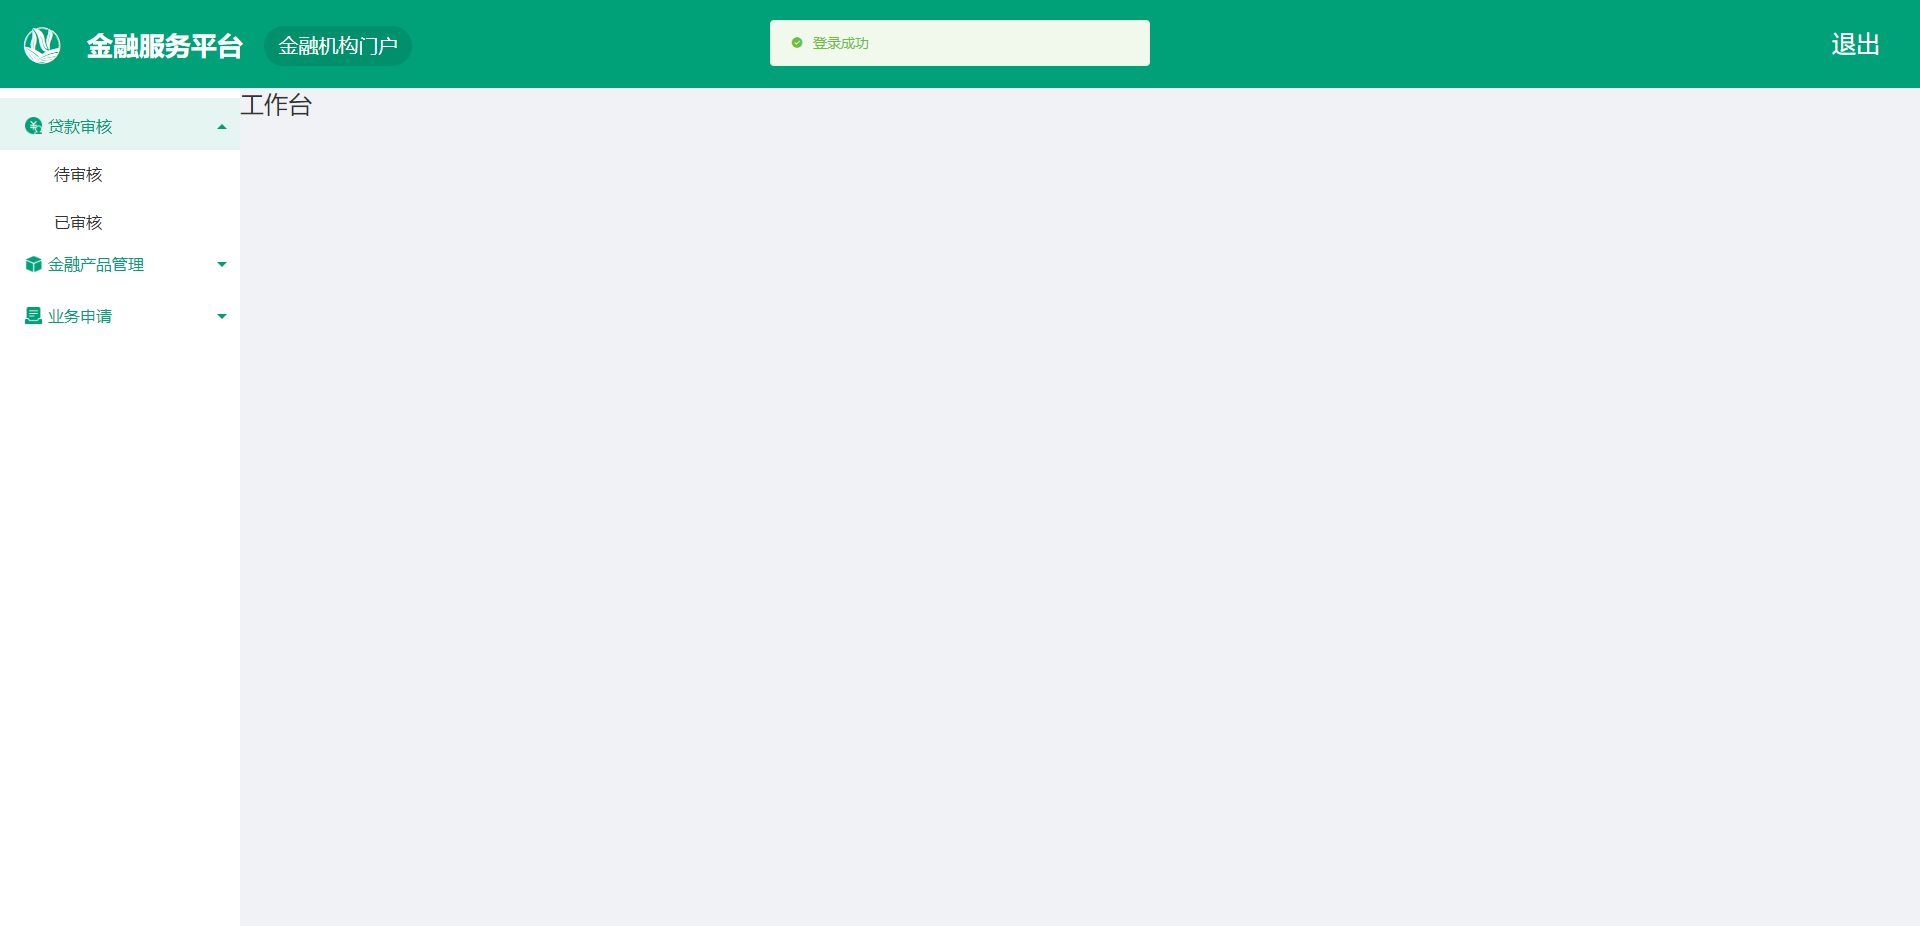 金融服务平台 金融机构门户
登录成功
退出
工作台
贷款审核
待审核
已审核
金融产品管理
业务申请